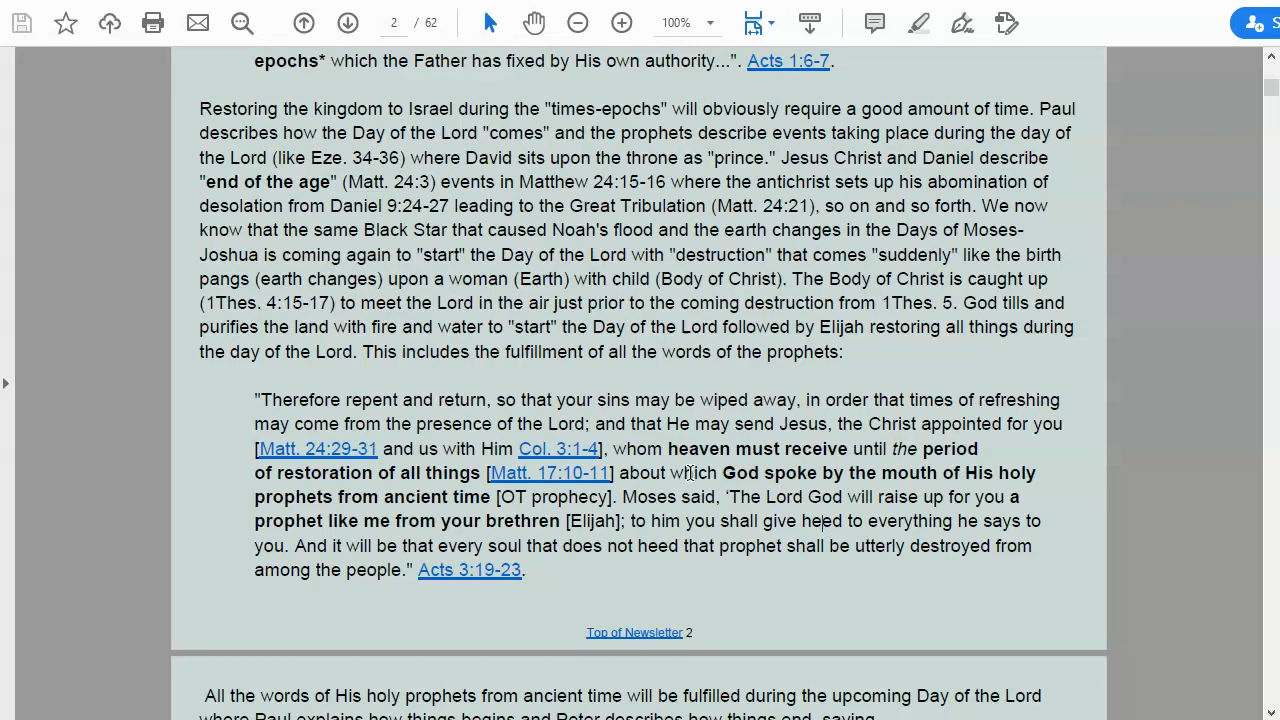 2 / 62
100%
S
epochs* which the Father has fixed by His own authority...". Acts 1:6-7.
Restoring the kingdom to Israel during the "times-epochs" will obviously require a good amount of time. Paul
describes how the Day of the Lord "comes" and the prophets describe events taking place during the day of
the Lord (like Eze. 34-36) where David sits upon the throne as "prince." Jesus Christ and Daniel describe
"end of the age" (Matt. 24:3) events in Matthew 24:15-16 where the antichrist sets up his abomination of
desolation from Daniel 9:24-27 leading to the Great Tribulation (Matt. 24:21), so on and so forth. We now
know that the same Black Star that caused Noah's flood and the earth changes in the Days of Moses-
Joshua is coming again to "start" the Day of the Lord with "destruction" that comes "suddenly" like the birth
pangs (earth changes) upon a woman (Earth) with child (Body of Christ). The Body of Christ is caught up
(1Thes. 4:15-17) to meet the Lord in the air just prior to the coming destruction from 1Thes. 5. God tills and
purifies the land with fire and water to "start" the Day of the Lord followed by Elijah restoring all things during
the day of the Lord. This includes the fulfillment of all the words of the prophets:
"Therefore repent and return, so that your sins may be wiped away, in order that times of refreshing
may come from the presence of the Lord; and that He may send Jesus, the Christ appointed for you
[Matt. 24:29-31 and us with Him Col. 3:1-4], whom heaven must receive until the period
of restoration of all things [Matt. 17:10-11] about which God spoke by the mouth of His holy
prophets from ancient time [OT prophecy]. Moses said, ‘The Lord God will raise up for you a
prophet like me from your brethren [Elijah]; to him you shall give heed to everything he says to
you. And it will be that every soul that does not heed that prophet shall be utterly destroyed from
among the people." Acts 3:19-23.
Top of Newsletter 2
All the words of His holy prophets from ancient time will be fulfilled during the upcoming Day of the Lord
where Paul explains how things begins and Peter describes how things end, saying